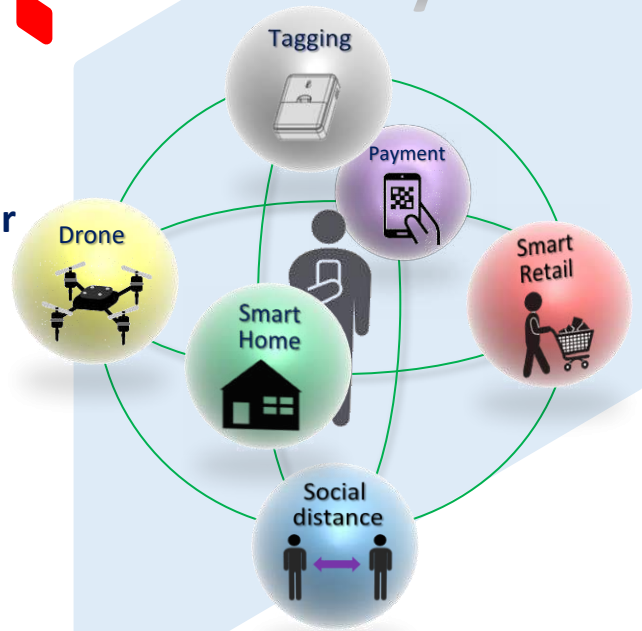 Tagging
Payment
r
Drone
Smart
Retail
Smart
Home
Social
distance